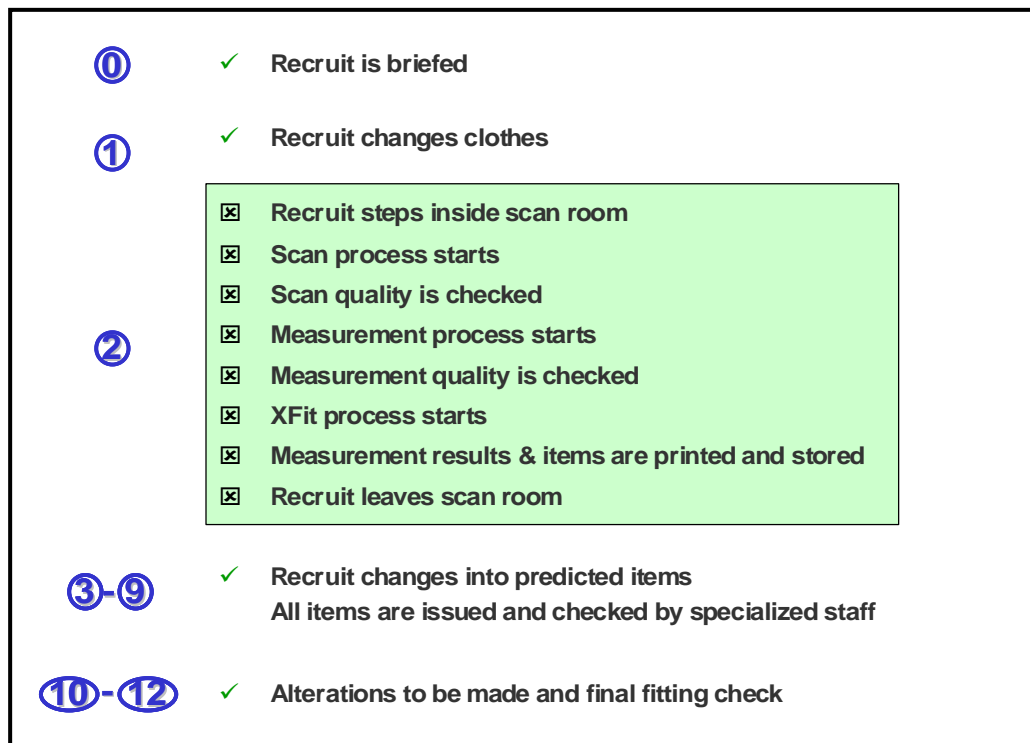 0 ✓ Recruit is briefed
1 ✓ Recruit changes clothes
☒ Recruit steps inside scan room
☒ Scan process starts
☒ Scan quality is checked
2 ☒ Measurement process starts
☒ Measurement quality is checked
☒ XFit process starts
☒ Measurement results & items are printed and stored
☒ Recruit leaves scan room
3-9 ✓ Recruit changes into predicted items
All items are issued and checked by specialized staff
10-12 ✓ Alterations to be made and final fitting check